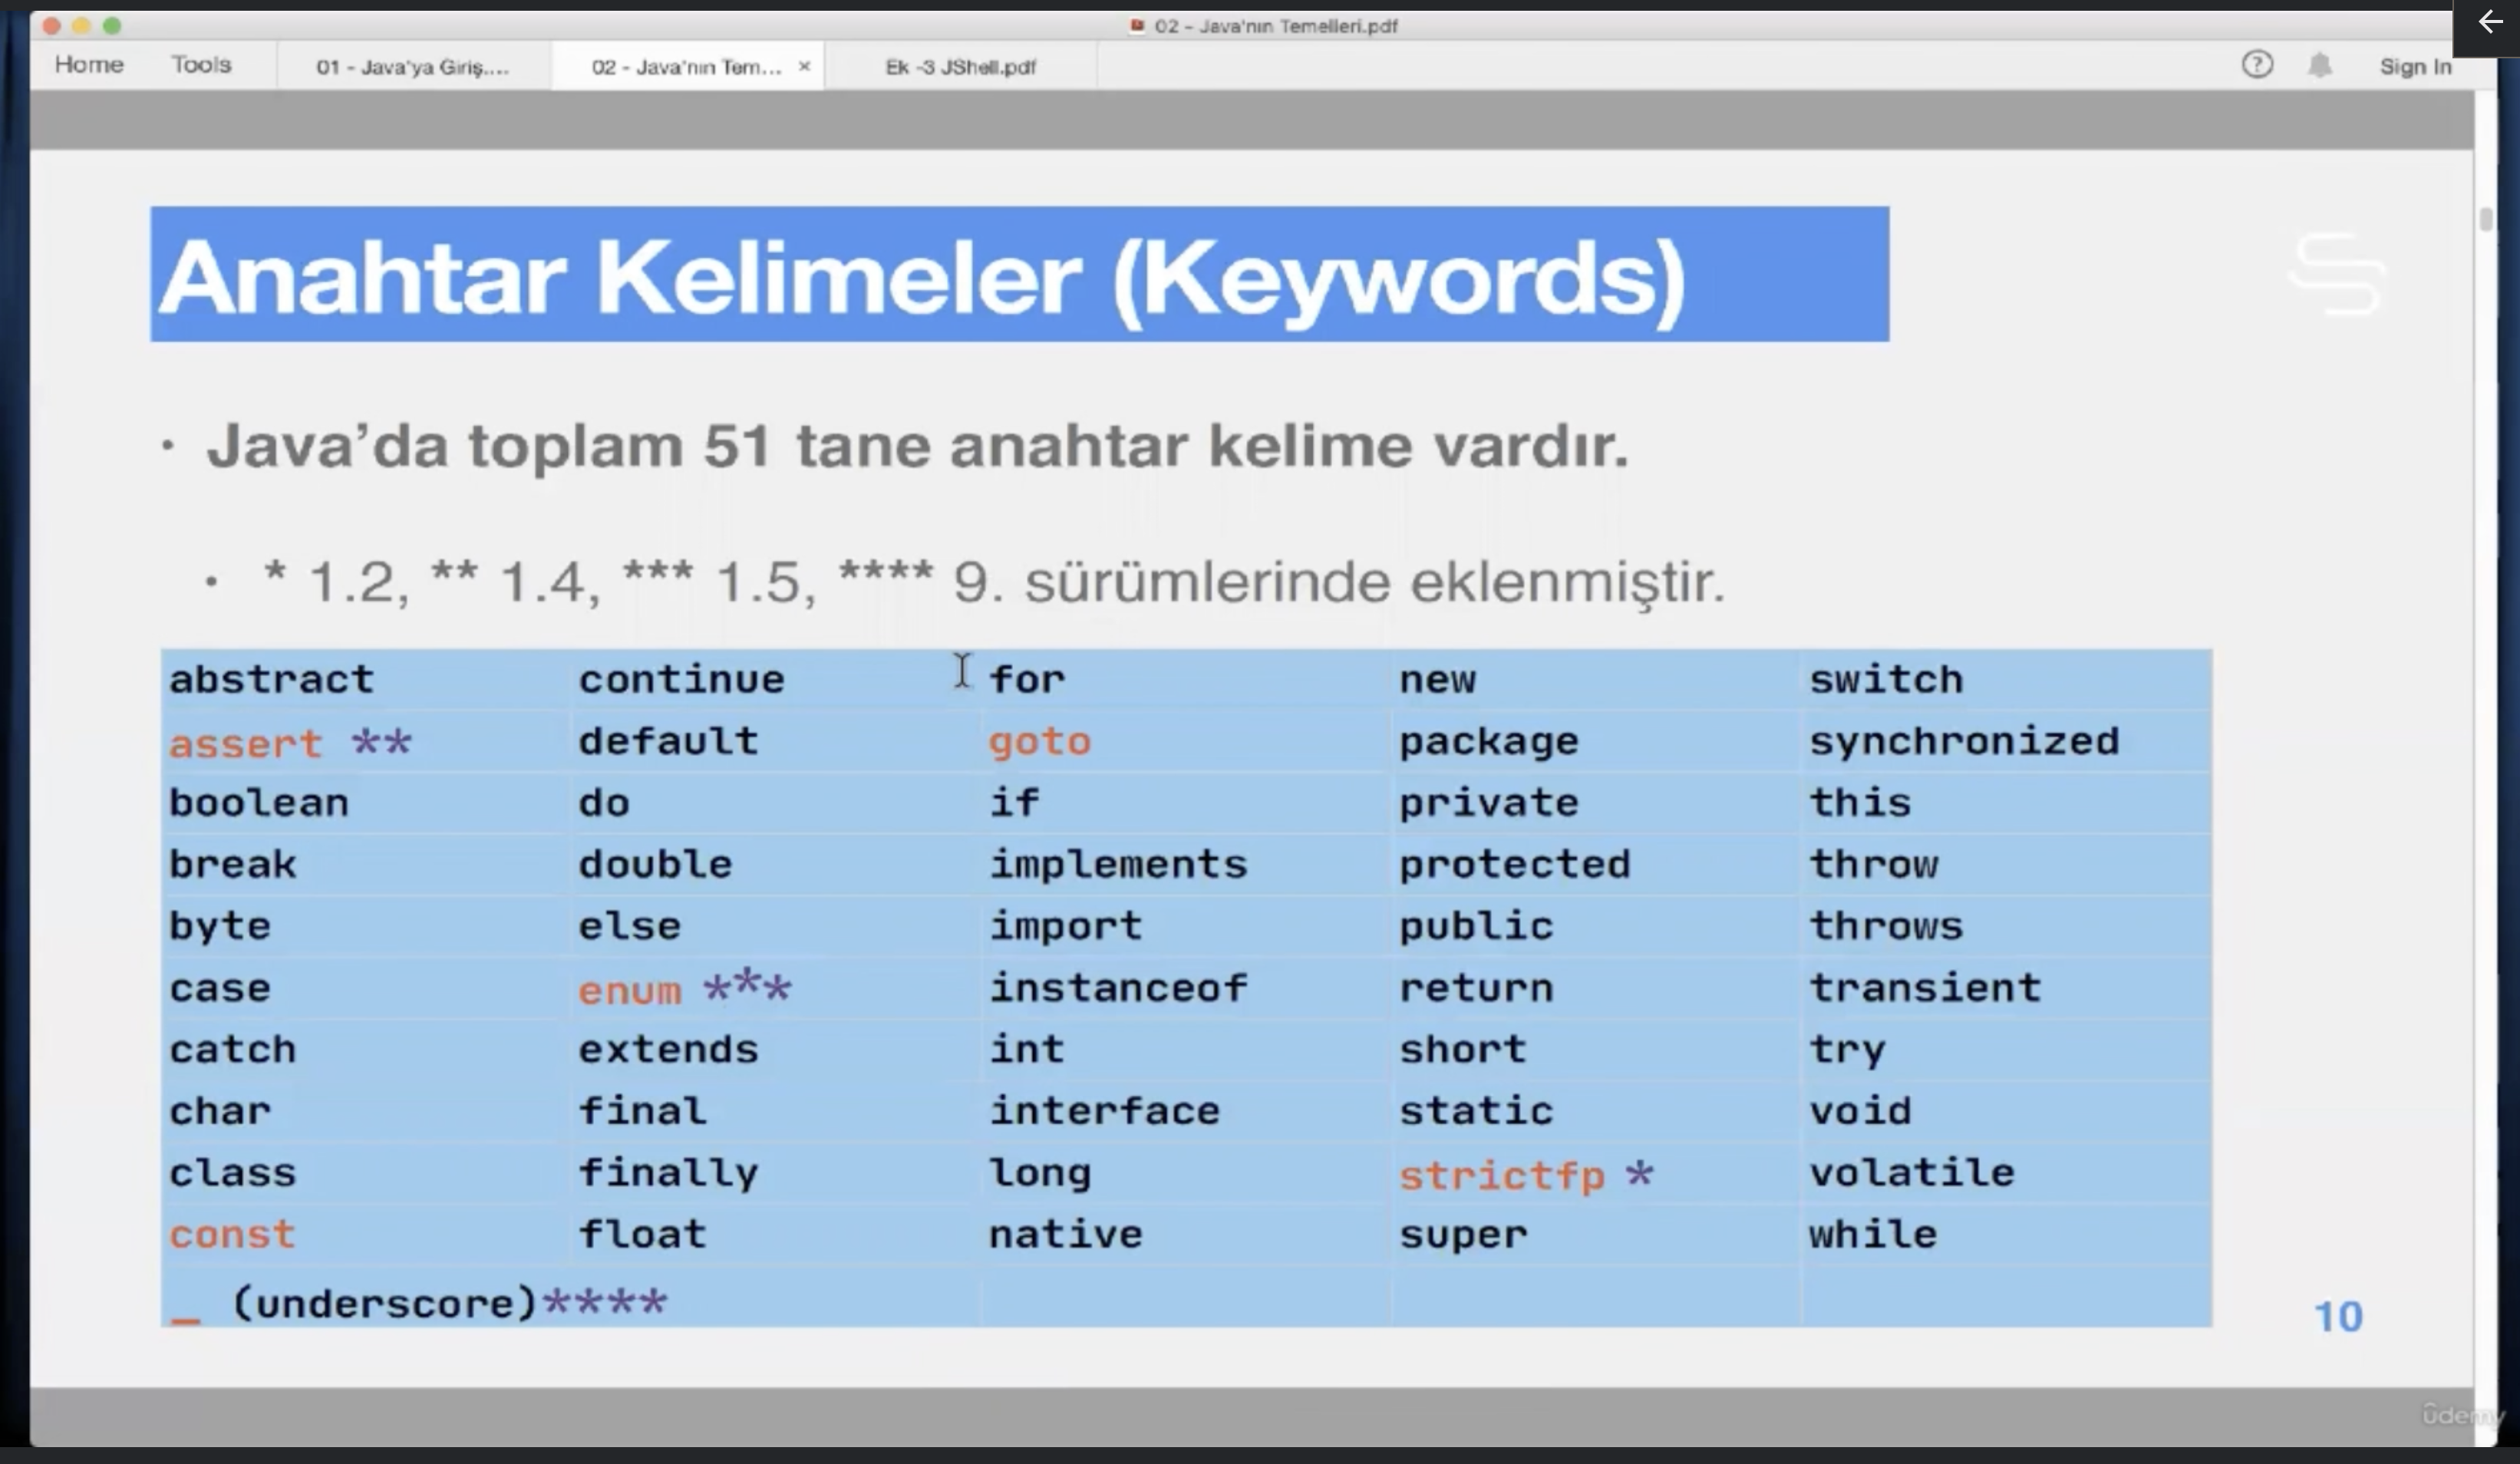 02 - Java'nın Temelleri.pdf
Home Tools 01 - Java'ya Giriş.... 02 - Java'nın Tem... × Ek -3 JShell.pdf ? Sign In
Anahtar Kelimeler (Keywords)
• Java'da toplam 51 tane anahtar kelime vardır.
• * 1.2, ** 1.4, *** 1.5, **** 9. sürümlerinde eklenmiştir.
abstract continue for new switch
assert ** default goto package synchronized
boolean do if private this
break double implements protected throw
byte else import public throws
case enum *** instanceof return transient
catch extends int short try
char final interface static void
class finally long strictfp * volatile
const float native super while
_ (underscore)****
10
ûdemy